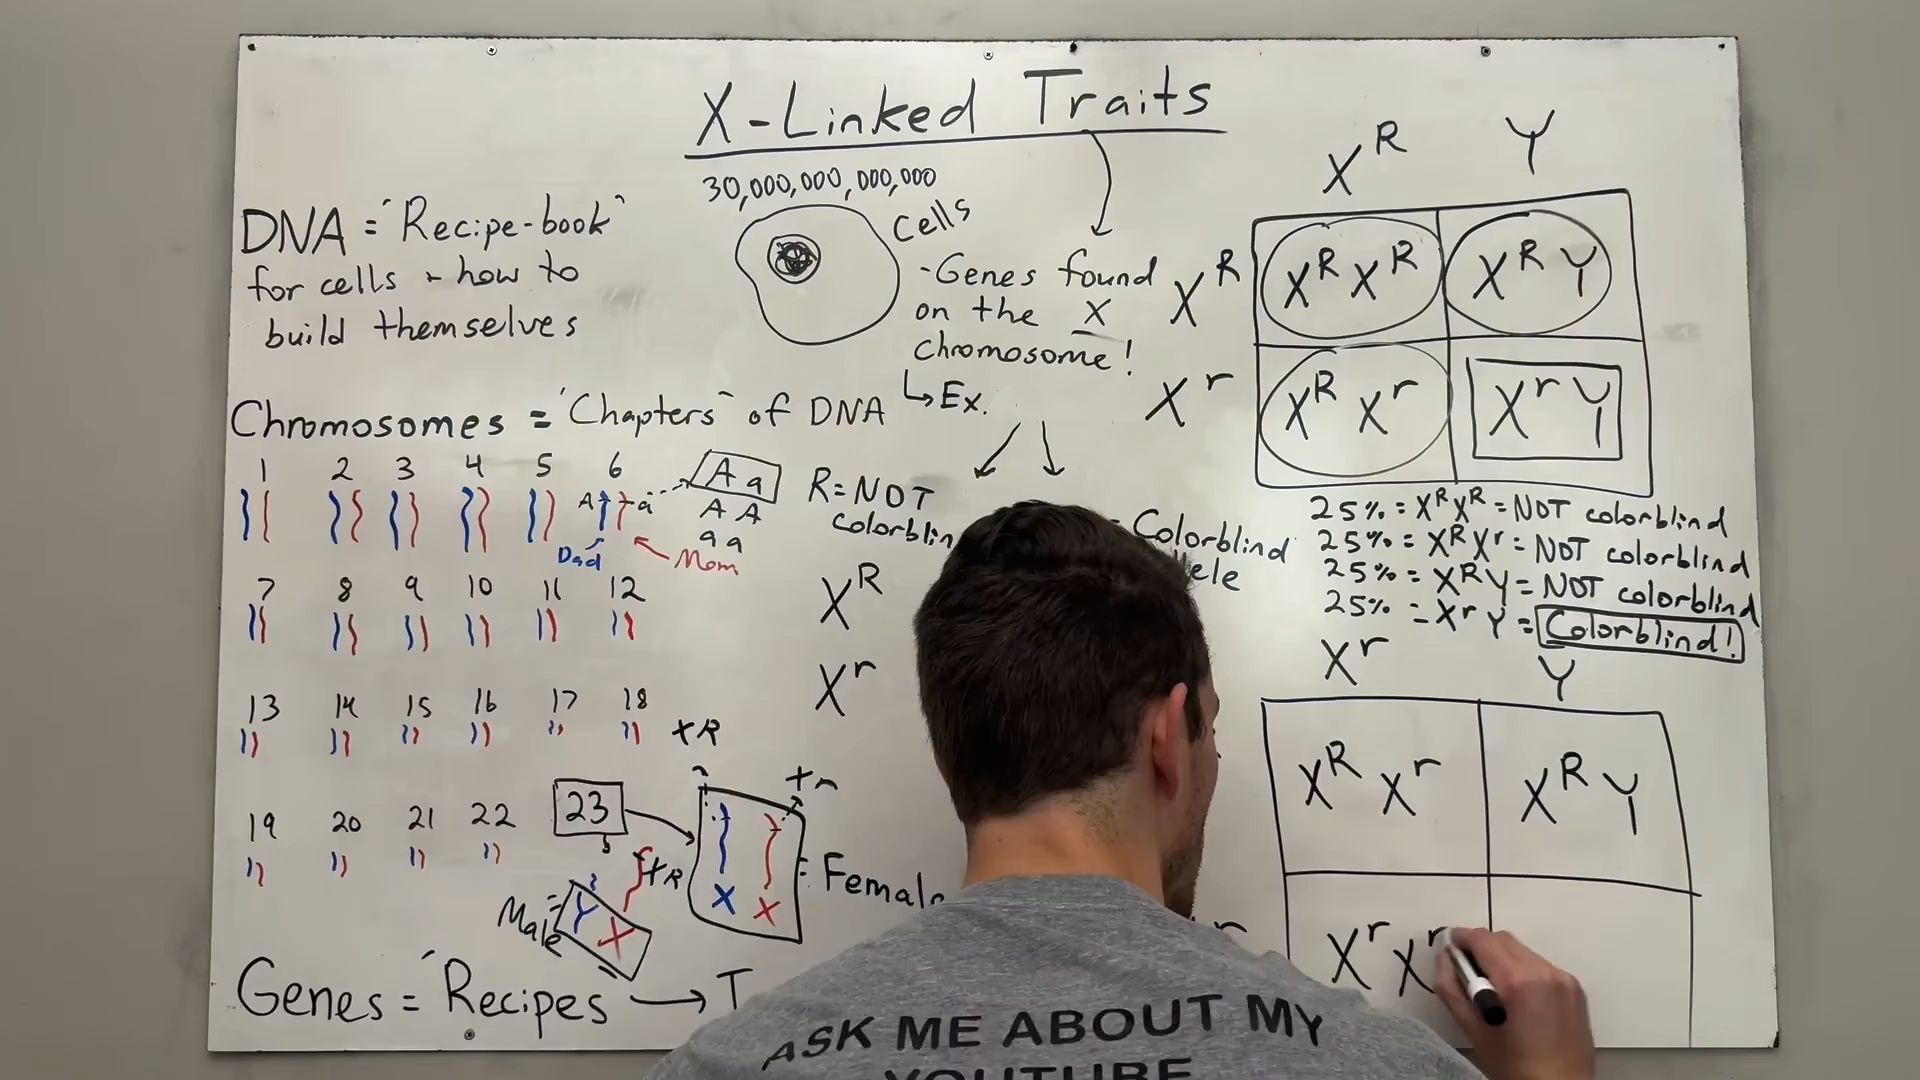 X-Linked Traits
30,000,000,000,000
cells
DNA = "Recipe-book"
for cells - how to
build themselves
-Genes found
on the X
chromosome!
Ex.
Chromosomes = "Chapters" of DNA
1 2 3 4 5 6
A a
A a
A A
a a
Dad
Mom
7 8 9 10 11 12
13 14 15 16 17 18
19 20 21 22 23
R = NOT
colorblin
= Colorblind
ele
X^R
X^r
R
r
R
X X
= Female
Male =
Y X
Genes = "Recipes → T
X^R Y
X^R X^R X^R Y
X^R
X^r
X^R X^r X^r Y
25% = X^R X^R = NOT colorblind
25% = X^R X^r = NOT colorblind
25% = X^R Y = NOT colorblind
25% = X^r Y = Colorblind!
X^r Y
X^R X^r X^R Y
r
X^r X^r
ASK ME ABOUT MY
YOUTUBE